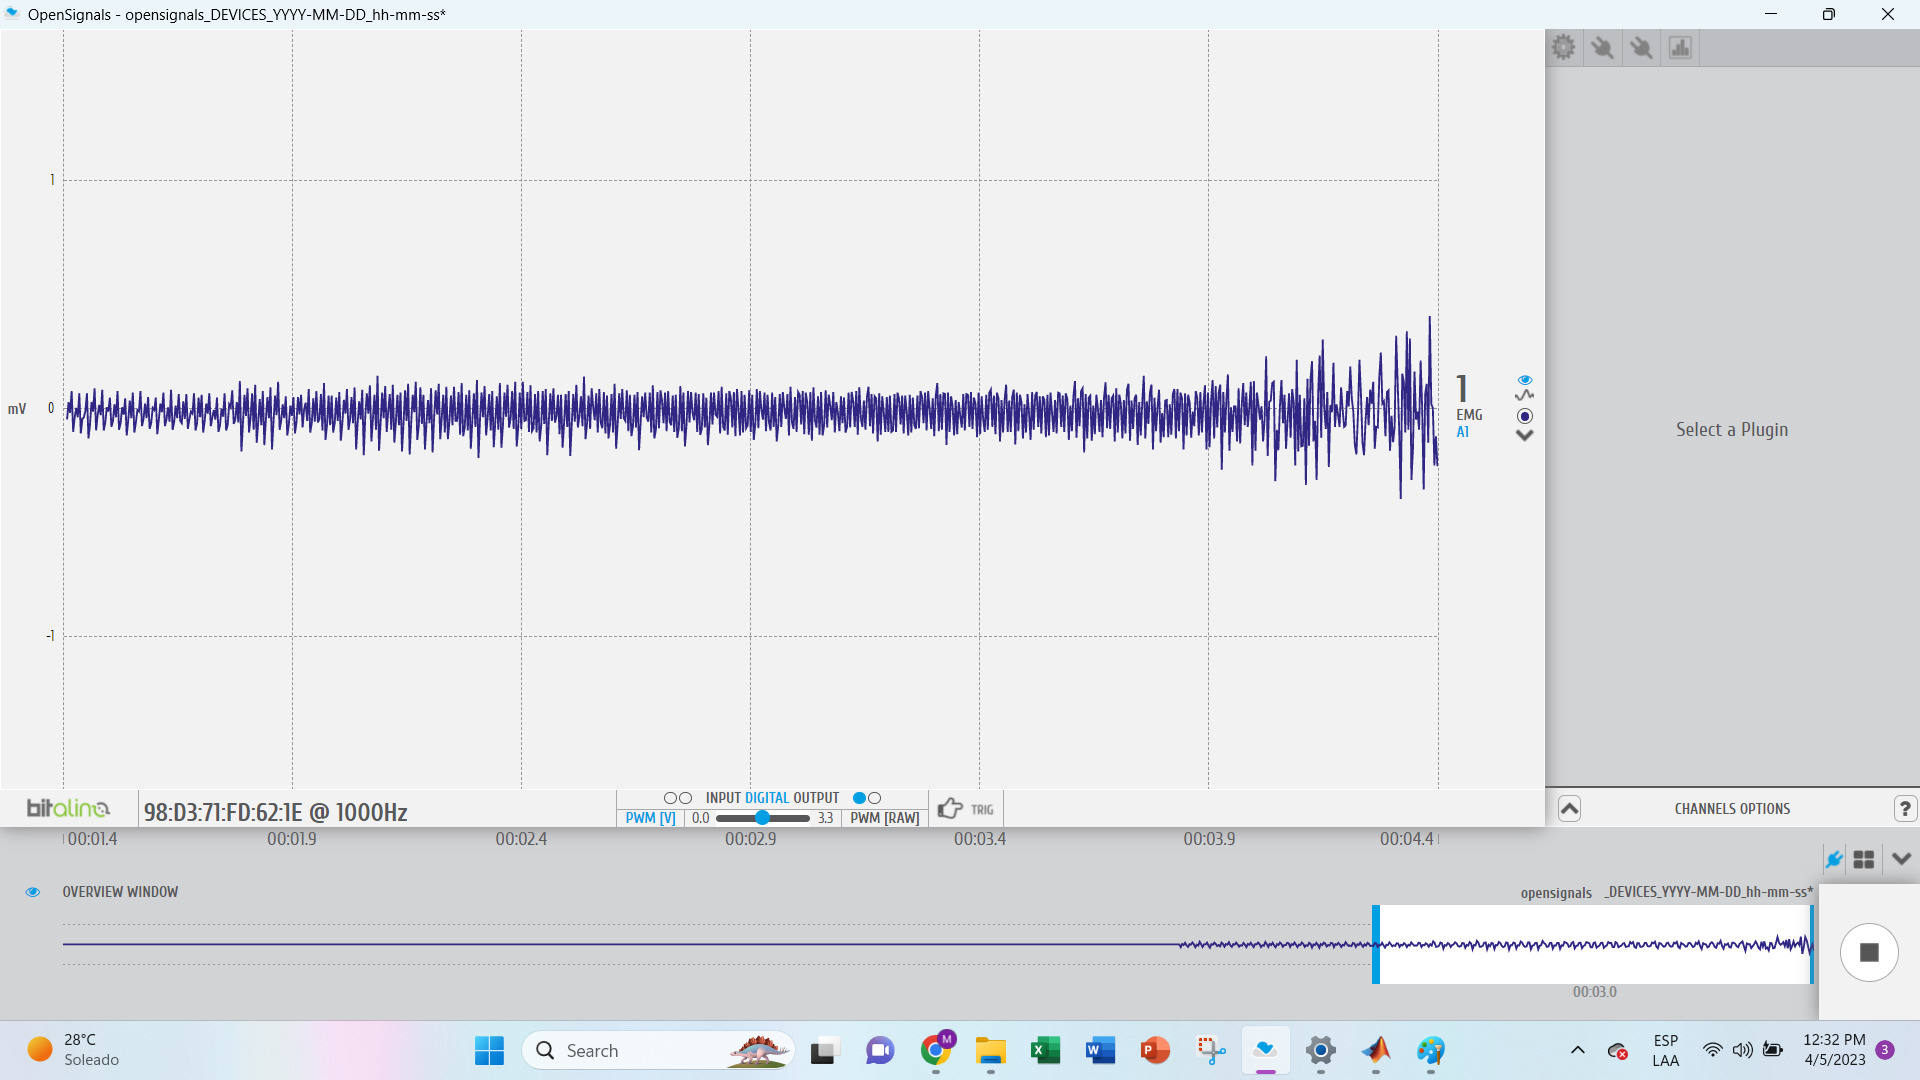 OpenSignals - opensignals_DEVICES_YYYY-MM-DD_hh-mm-ss*
1
mV 0
-1
1
EMG
A1
Select a Plugin
bitalino
98:D3:71:FD:62:1E @ 1000Hz
INPUT DIGITAL OUTPUT
PWM [V] 0.0 3.3 PWM [RAW]
TRIG
CHANNELS OPTIONS ?
00:01.4 00:01.9 00:02.4 00:02.9 00:03.4 00:03.9 00:04.4
OVERVIEW WINDOW
opensignals _DEVICES_YYYY-MM-DD_hh-mm-ss*
00:03.0
28°C
Soleado
Search
M
X
W
P
ESP
LAA
12:32 PM
4/5/2023
3